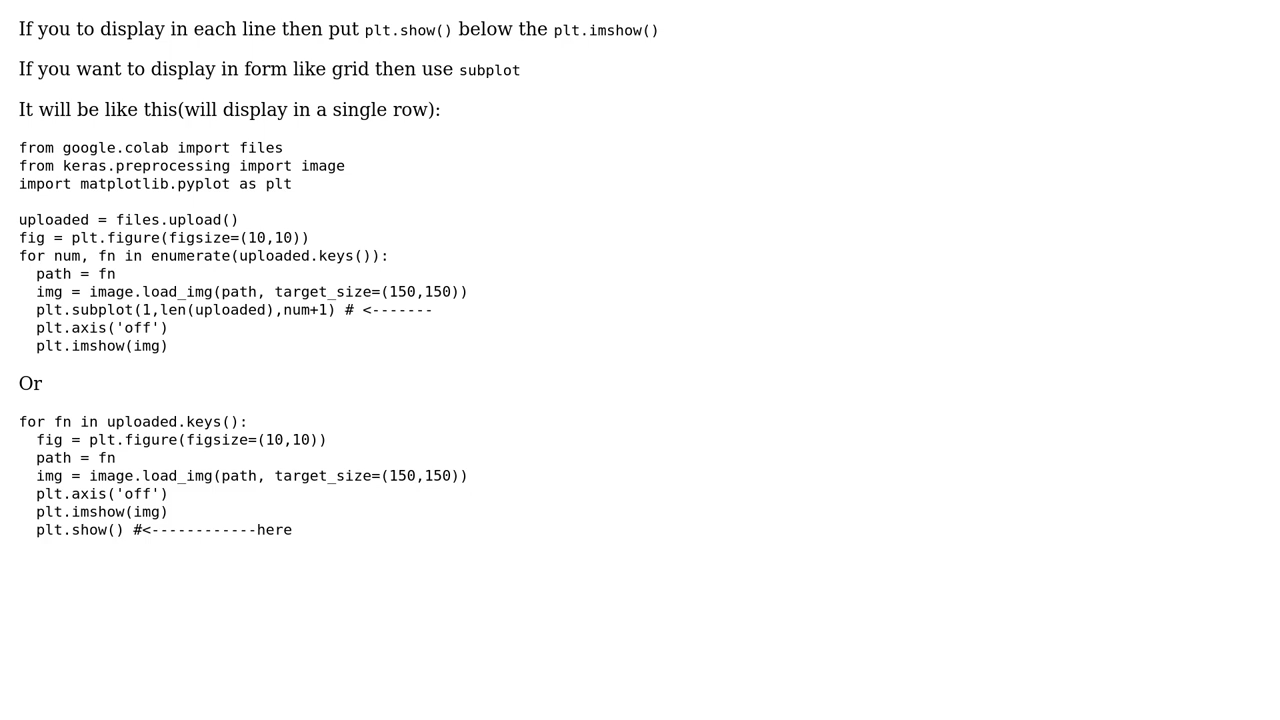 If you to display in each line then put plt.show() below the plt.imshow()
If you want to display in form like grid then use subplot
It will be like this(will display in a single row):
from google.colab import files
from keras.preprocessing import image
import matplotlib.pyplot as plt
uploaded = files.upload()
fig = plt.figure(figsize=(10,10))
for num, fn in enumerate(uploaded.keys()):
  path = fn
  img = image.load_img(path, target_size=(150,150))
  plt.subplot(1,len(uploaded),num+1) # <-------
  plt.axis('off')
  plt.imshow(img)
Or
for fn in uploaded.keys():
  fig = plt.figure(figsize=(10,10))
  path = fn
  img = image.load_img(path, target_size=(150,150))
  plt.axis('off')
  plt.imshow(img)
  plt.show() #<------------here